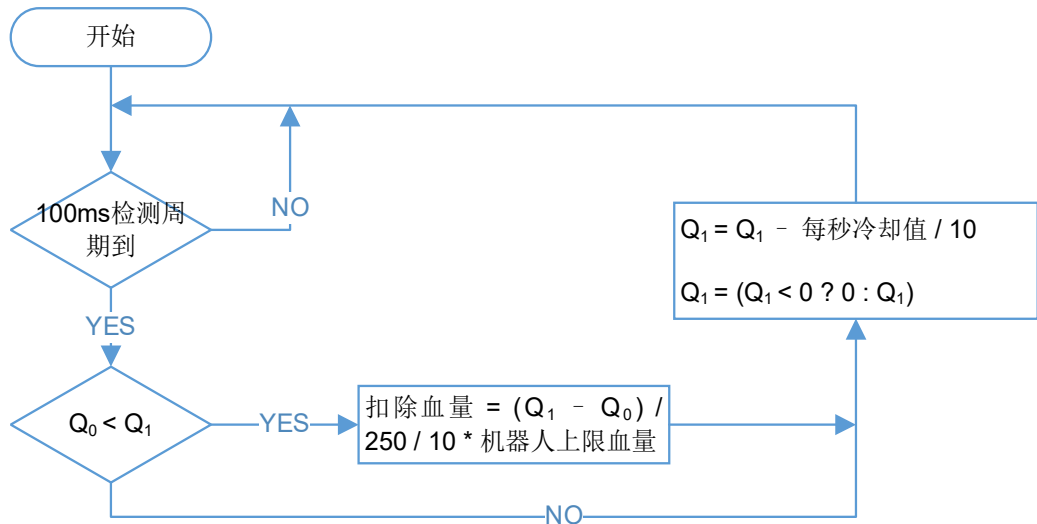 开始
100ms检测周
期到
NO
YES
Q₀ < Q₁
YES
扣除血量 = (Q₁ - Q₀) /
250 / 10 * 机器人上限血量
Q₁ = Q₁ - 每秒冷却值 / 10
Q₁ = (Q₁ < 0 ? 0 : Q₁)
NO